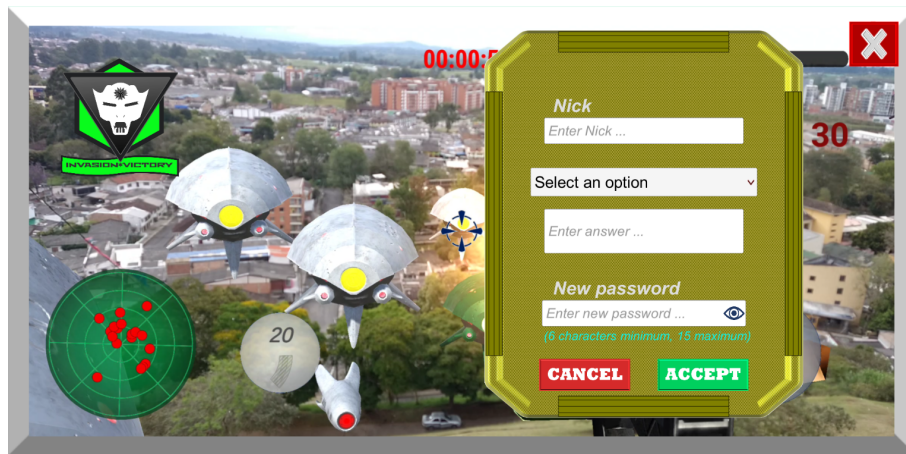 00:00:5
INVASION+VICTORY
30
20
Nick
Enter Nick ...
Select an option
Enter answer ...
New password
Enter new password ...
(6 characters minimum, 15 maximum)
CANCEL
ACCEPT